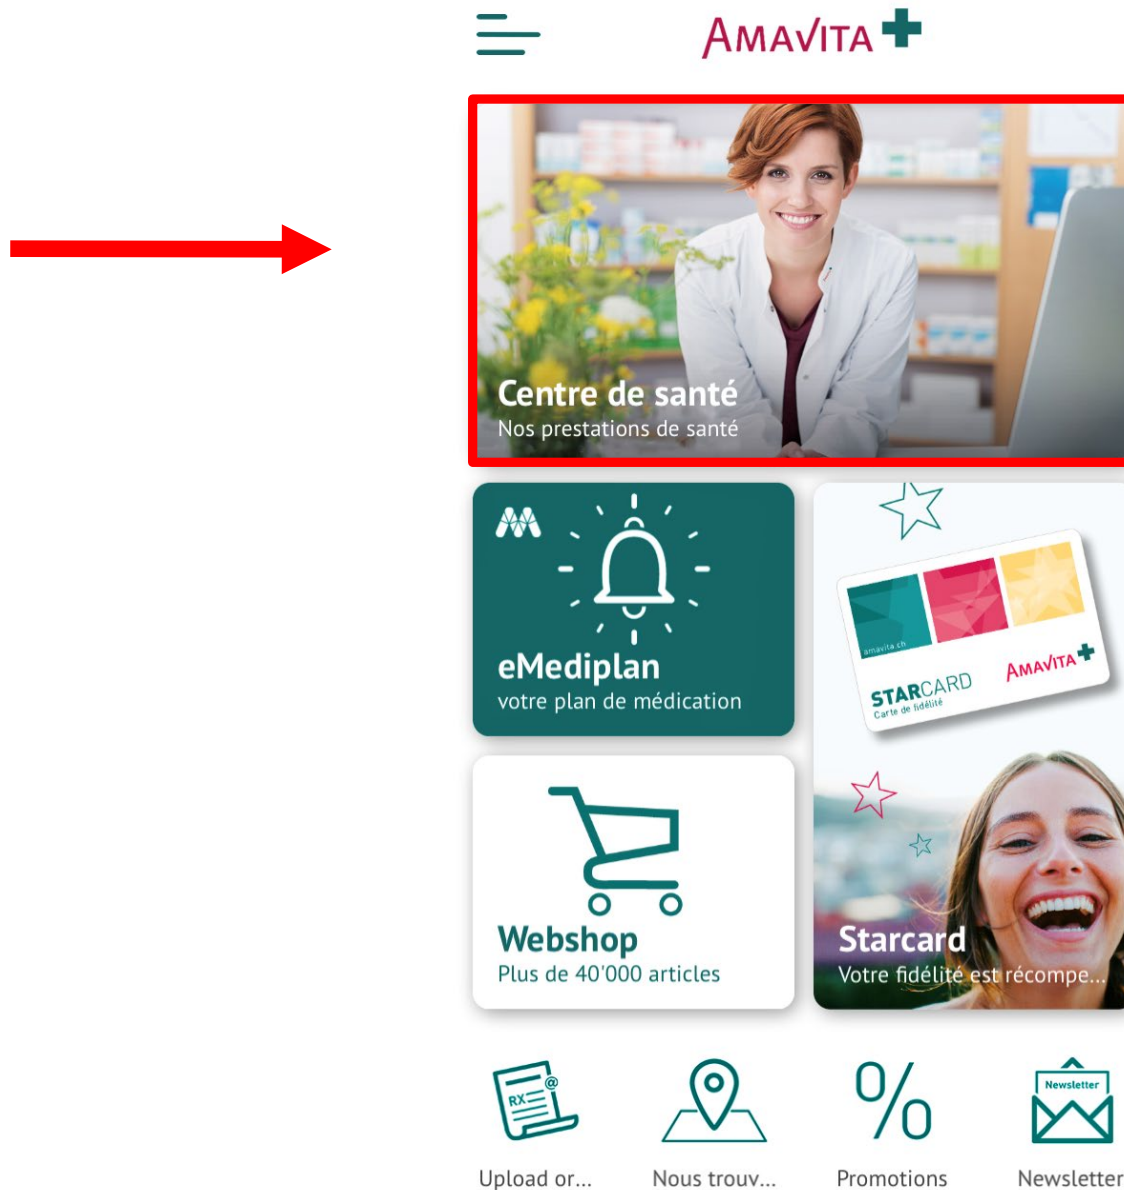 AMAVITA
Centre de santé
Nos prestations de santé
eMediplan
votre plan de médication
amavita.ch
STARCARD
Carte de fidélité
AMAVITA
Webshop
Plus de 40'000 articles
Starcard
Votre fidélité est récompe...
RX
@
Newsletter
Upload or...
Nous trouv...
Promotions
Newsletter